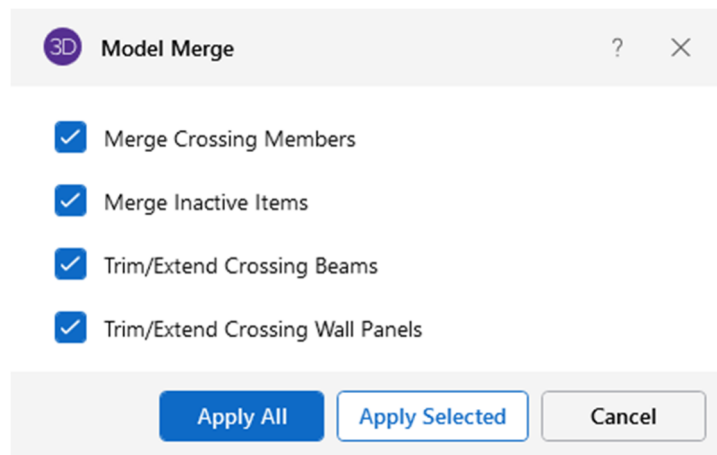 3D Model Merge ?
Merge Crossing Members
Merge Inactive Items
Trim/Extend Crossing Beams
Trim/Extend Crossing Wall Panels
Apply All Apply Selected Cancel